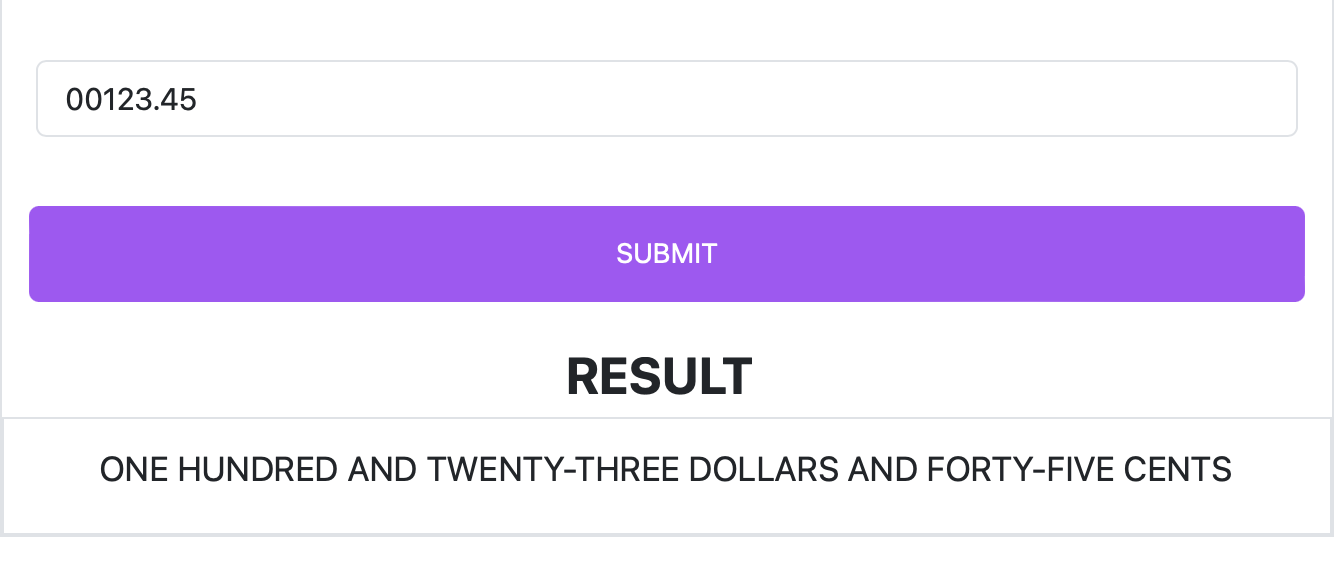 00123.45
SUBMIT
RESULT
ONE HUNDRED AND TWENTY-THREE DOLLARS AND FORTY-FIVE CENTS